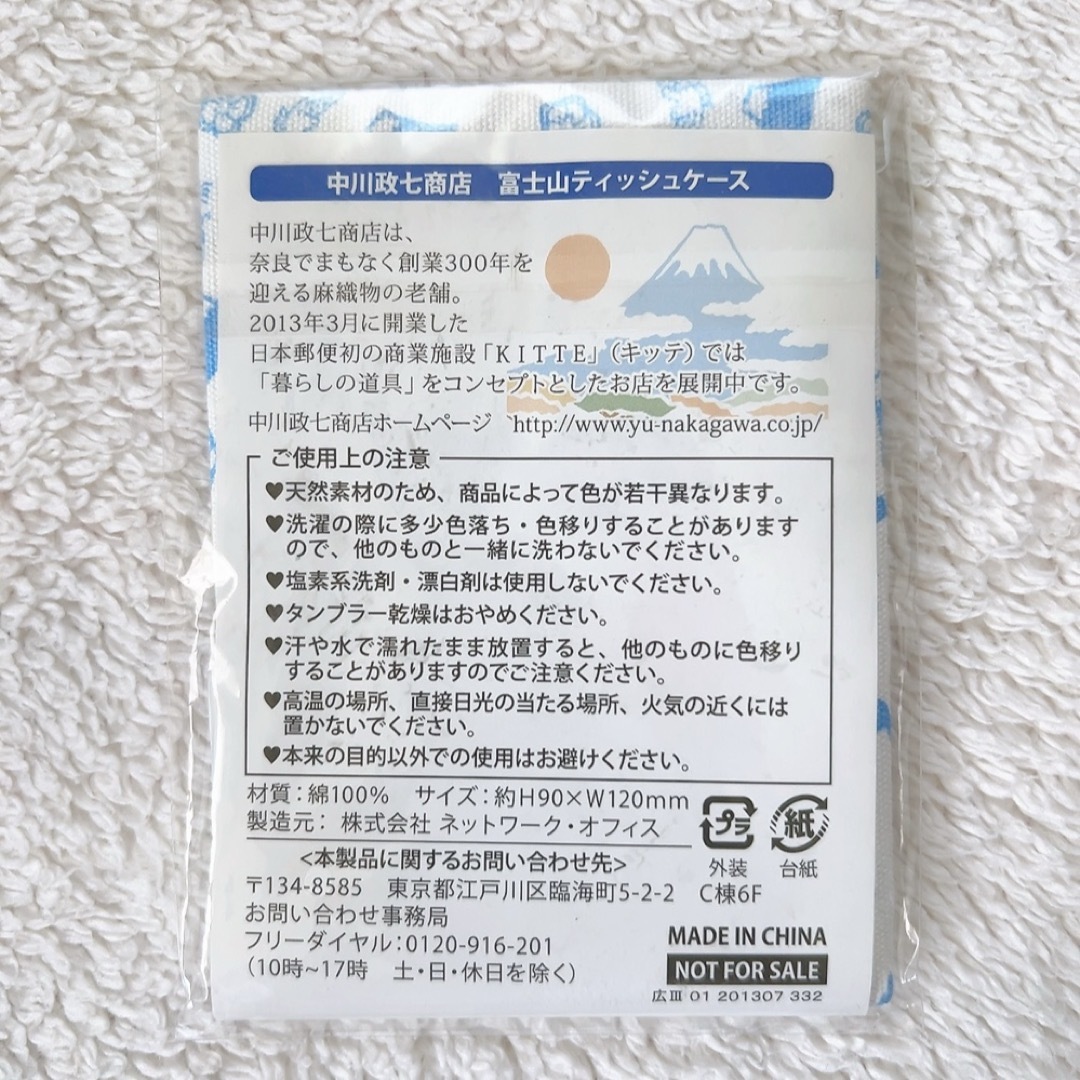 中川政七商店　富士山ティッシュケース
中川政七商店は、
奈良でまもなく創業300年を
迎える麻織物の老舗。
2013年3月に開業した
日本郵便初の商業施設「KITTE」（キッテ）では
「暮らしの道具」をコンセプトとしたお店を展開中です。
中川政七商店ホームページ　http://www.yu-nakagawa.co.jp/
ご使用上の注意
♥天然素材のため、商品によって色が若干異なります。
♥洗濯の際に多少色落ち・色移りすることがあります
ので、他のものと一緒に洗わないでください。
♥塩素系洗剤・漂白剤は使用しないでください。
♥タンブラー乾燥はおやめください。
♥汗や水で濡れたまま放置すると、他のものに色移り
することがありますのでご注意ください。
♥高温の場所、直接日光の当たる場所、火気の近くには
置かないでください。
♥本来の目的以外での使用はお避けください。
材質：綿100%　サイズ：約H90×W120mm
製造元：株式会社 ネットワーク・オフィス
プラ
外装
紙
台紙
<本製品に関するお問い合わせ先>
〒134-8585　東京都江戸川区臨海町5-2-2　C棟6F
お問い合わせ事務局
フリーダイヤル：0120-916-201
（10時~17時　土・日・休日を除く）
MADE IN CHINA
NOT FOR SALE
広Ⅲ 01 201307 332